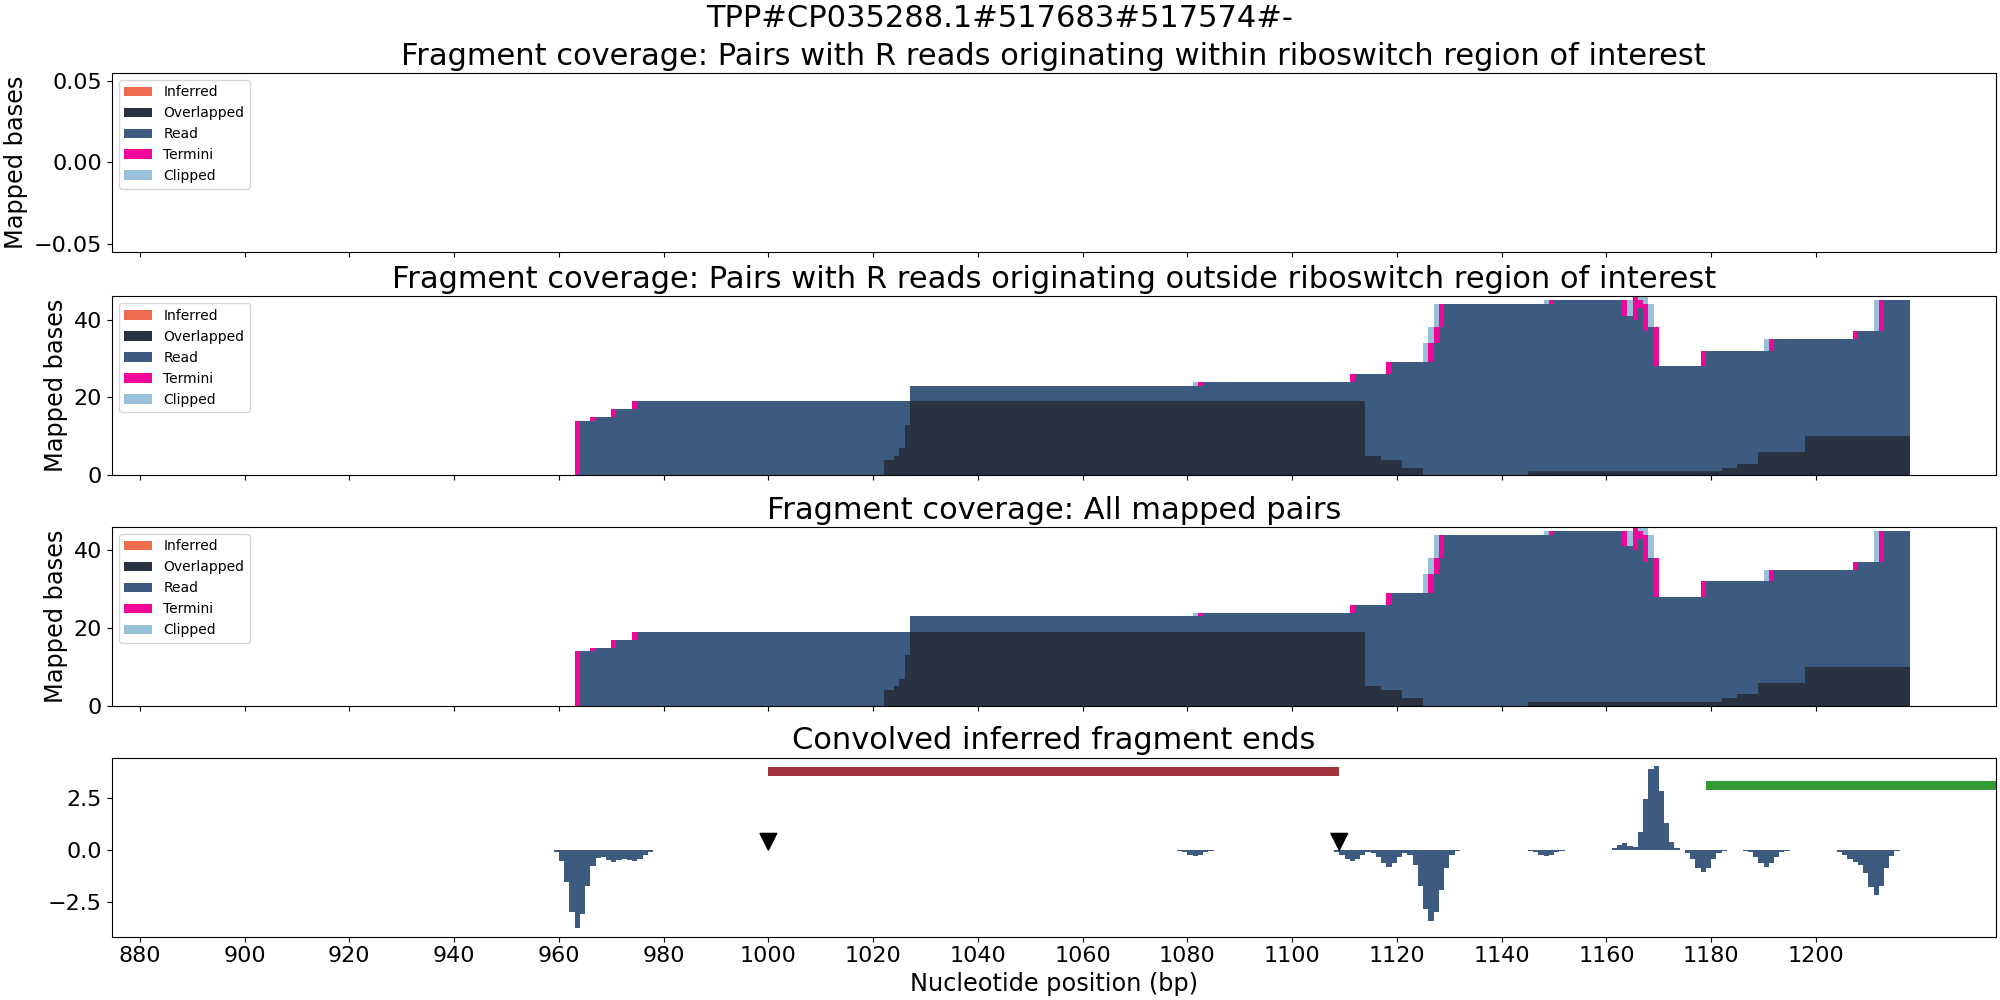 TPP#CP035288.1#517683#517574#-
Fragment coverage: Pairs with R reads originating within riboswitch region of interest
Mapped bases
0.05
0.00
−0.05
Inferred
Overlapped
Read
Termini
Clipped
Fragment coverage: Pairs with R reads originating outside riboswitch region of interest
Mapped bases
40
20
0
Inferred
Overlapped
Read
Termini
Clipped
Fragment coverage: All mapped pairs
Mapped bases
40
20
0
Inferred
Overlapped
Read
Termini
Clipped
Convolved inferred fragment ends
2.5
0.0
−2.5
880 900 920 940 960 980 1000 1020 1040 1060 1080 1100 1120 1140 1160 1180 1200
Nucleotide position (bp)